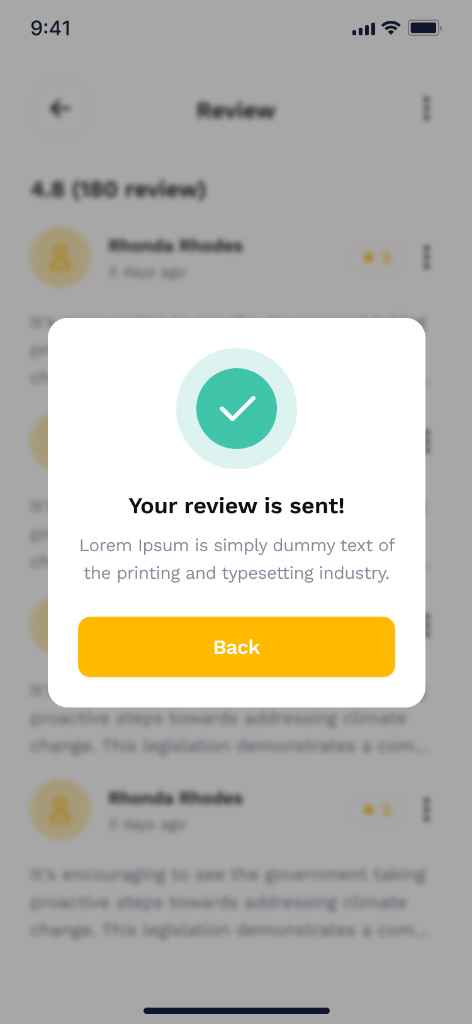 9:41
Review
4.8 (180 review)
Rhonda Rhodes
3 days ago
5
Your review is sent!
Lorem Ipsum is simply dummy text of
the printing and typesetting industry.
Back
proactive steps towards addressing climate
change. This legislation demonstrates a com...
Rhonda Rhodes
3 days ago
5
It's encouraging to see the government taking
proactive steps towards addressing climate
change. This legislation demonstrates a com...